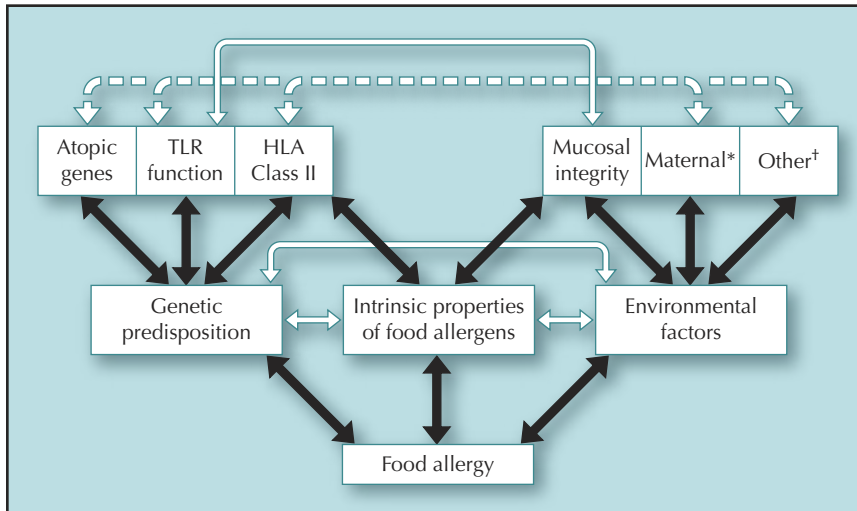 Atopic
genes
TLR
function
HLA
Class II
Mucosal
integrity
Maternal*
Other†
Genetic
predisposition
Intrinsic properties
of food allergens
Environmental
factors
Food allergy